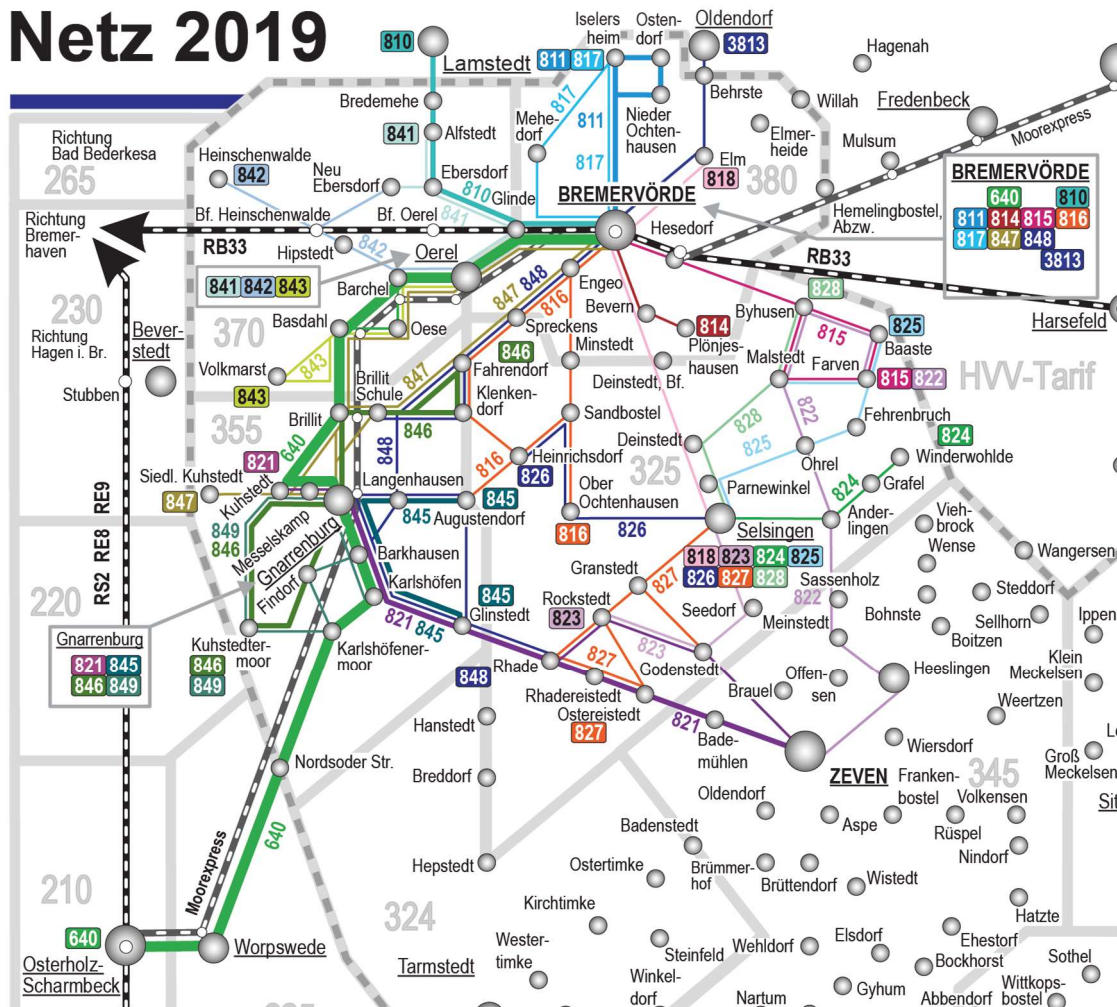 Netz 2019
810
Lamstedt
Iselers
heim
Osten-
dorf
Oldendorf
811 817
3813
Hagenah
Bredemehe
Behrste
Willah
Fredenbeck
Richtung
Bad Bederkesa
265
841
Alfstedt
817
Mehe-
dorf
811
Nieder
Ochten-
hausen
Elmer-
heide
Mulsum
Moorexpress
Heinschenwalde
842
Neu
Ebersdorf
Ebersdorf
810
Glinde
817
Elm
818
380
BREMERVÖRDE
BREMERVÖRDE
640 810
811 814 815 816
817 847 848
3813
Richtung
Bremer-
haven
Bf. Heinschenwalde
Bf. Oerel
841
Hemelingbostel,
Abzw.
RB33
Hipstedt
842
Oerel
Hesedorf
RB33
841 842 843
Barchel
847
848
816
Engeo
Bevern
828
Byhusen
Harsefeld
230
Richtung
Hagen i. Br.
Bever-
stedt
370
Basdahl
Oese
Spreckens
814
Plönjes-
hausen
815
825
Baaste
Stubben
Volkmarst
843
843
Brillit
Schule
847
846
Fahrendorf
Minstedt
Deinstedt, Bf.
Malstedt
Farven
815 822
HVV-Tarif
355
Brillit
Klenken-
dorf
846
Sandbostel
828
822
Fehrenbruch
824
640
848
816
Heinrichsdorf
826
Deinstedt
825
325
Ohrel
Winderwohlde
821
Siedl. Kuhstedt
847
Kuhstedt
Langenhausen
845
845
Augustendorf
Ober
Ochtenhausen
816
826
Parnewinkel
824
Grafel
RE9
849
846
Messelskamp
Gnarrenburg
Selsingen
Ander-
lingen
Vieh-
brock
818 823 824 825
826 827 828
Wense
Wangersen
RE8
Findorf
Barkhausen
Granstedt
827
Sassenholz
822
220
RS2
Karlshöfen
845
Glinstedt
Rockstedt
823
Seedorf
Meinstedt
Bohnste
Steddorf
Sellhorn
Boitzen
Ippen
Gnarrenburg
821 845
846 849
Kuhstedter-
moor
846
849
821
845
Karlshöfener-
moor
Rhade
848
827
823
Godenstedt
Offen-
sen
Heeslingen
Klein
Meckelsen
Rhadereistedt
Ostereistedt
827
Brauel
821
Bade-
mühlen
Weertzen
Hanstedt
Wiersdorf
Groß
Meckelsen
Nordsoder Str.
Breddorf
ZEVEN
Franken-
bostel
345
Volkensen
640
Moorexpress
Oldendorf
Badenstedt
Aspe
Rüspel
Nindorf
Hepstedt
Ostertimke
Brümmer-
hof
Brüttendorf
Wistedt
210
324
Kirchtimke
Hatzte
640
Osterholz-
Scharmbeck
Worpswede
Tarmstedt
Wester-
timke
Steinfeld
Wehldorf
Elsdorf
Ehestorf
Bockhorst
Sothel
Winkel-
dorf
Nartum
Gyhum
Abbendorf
Wittkops-
bostel